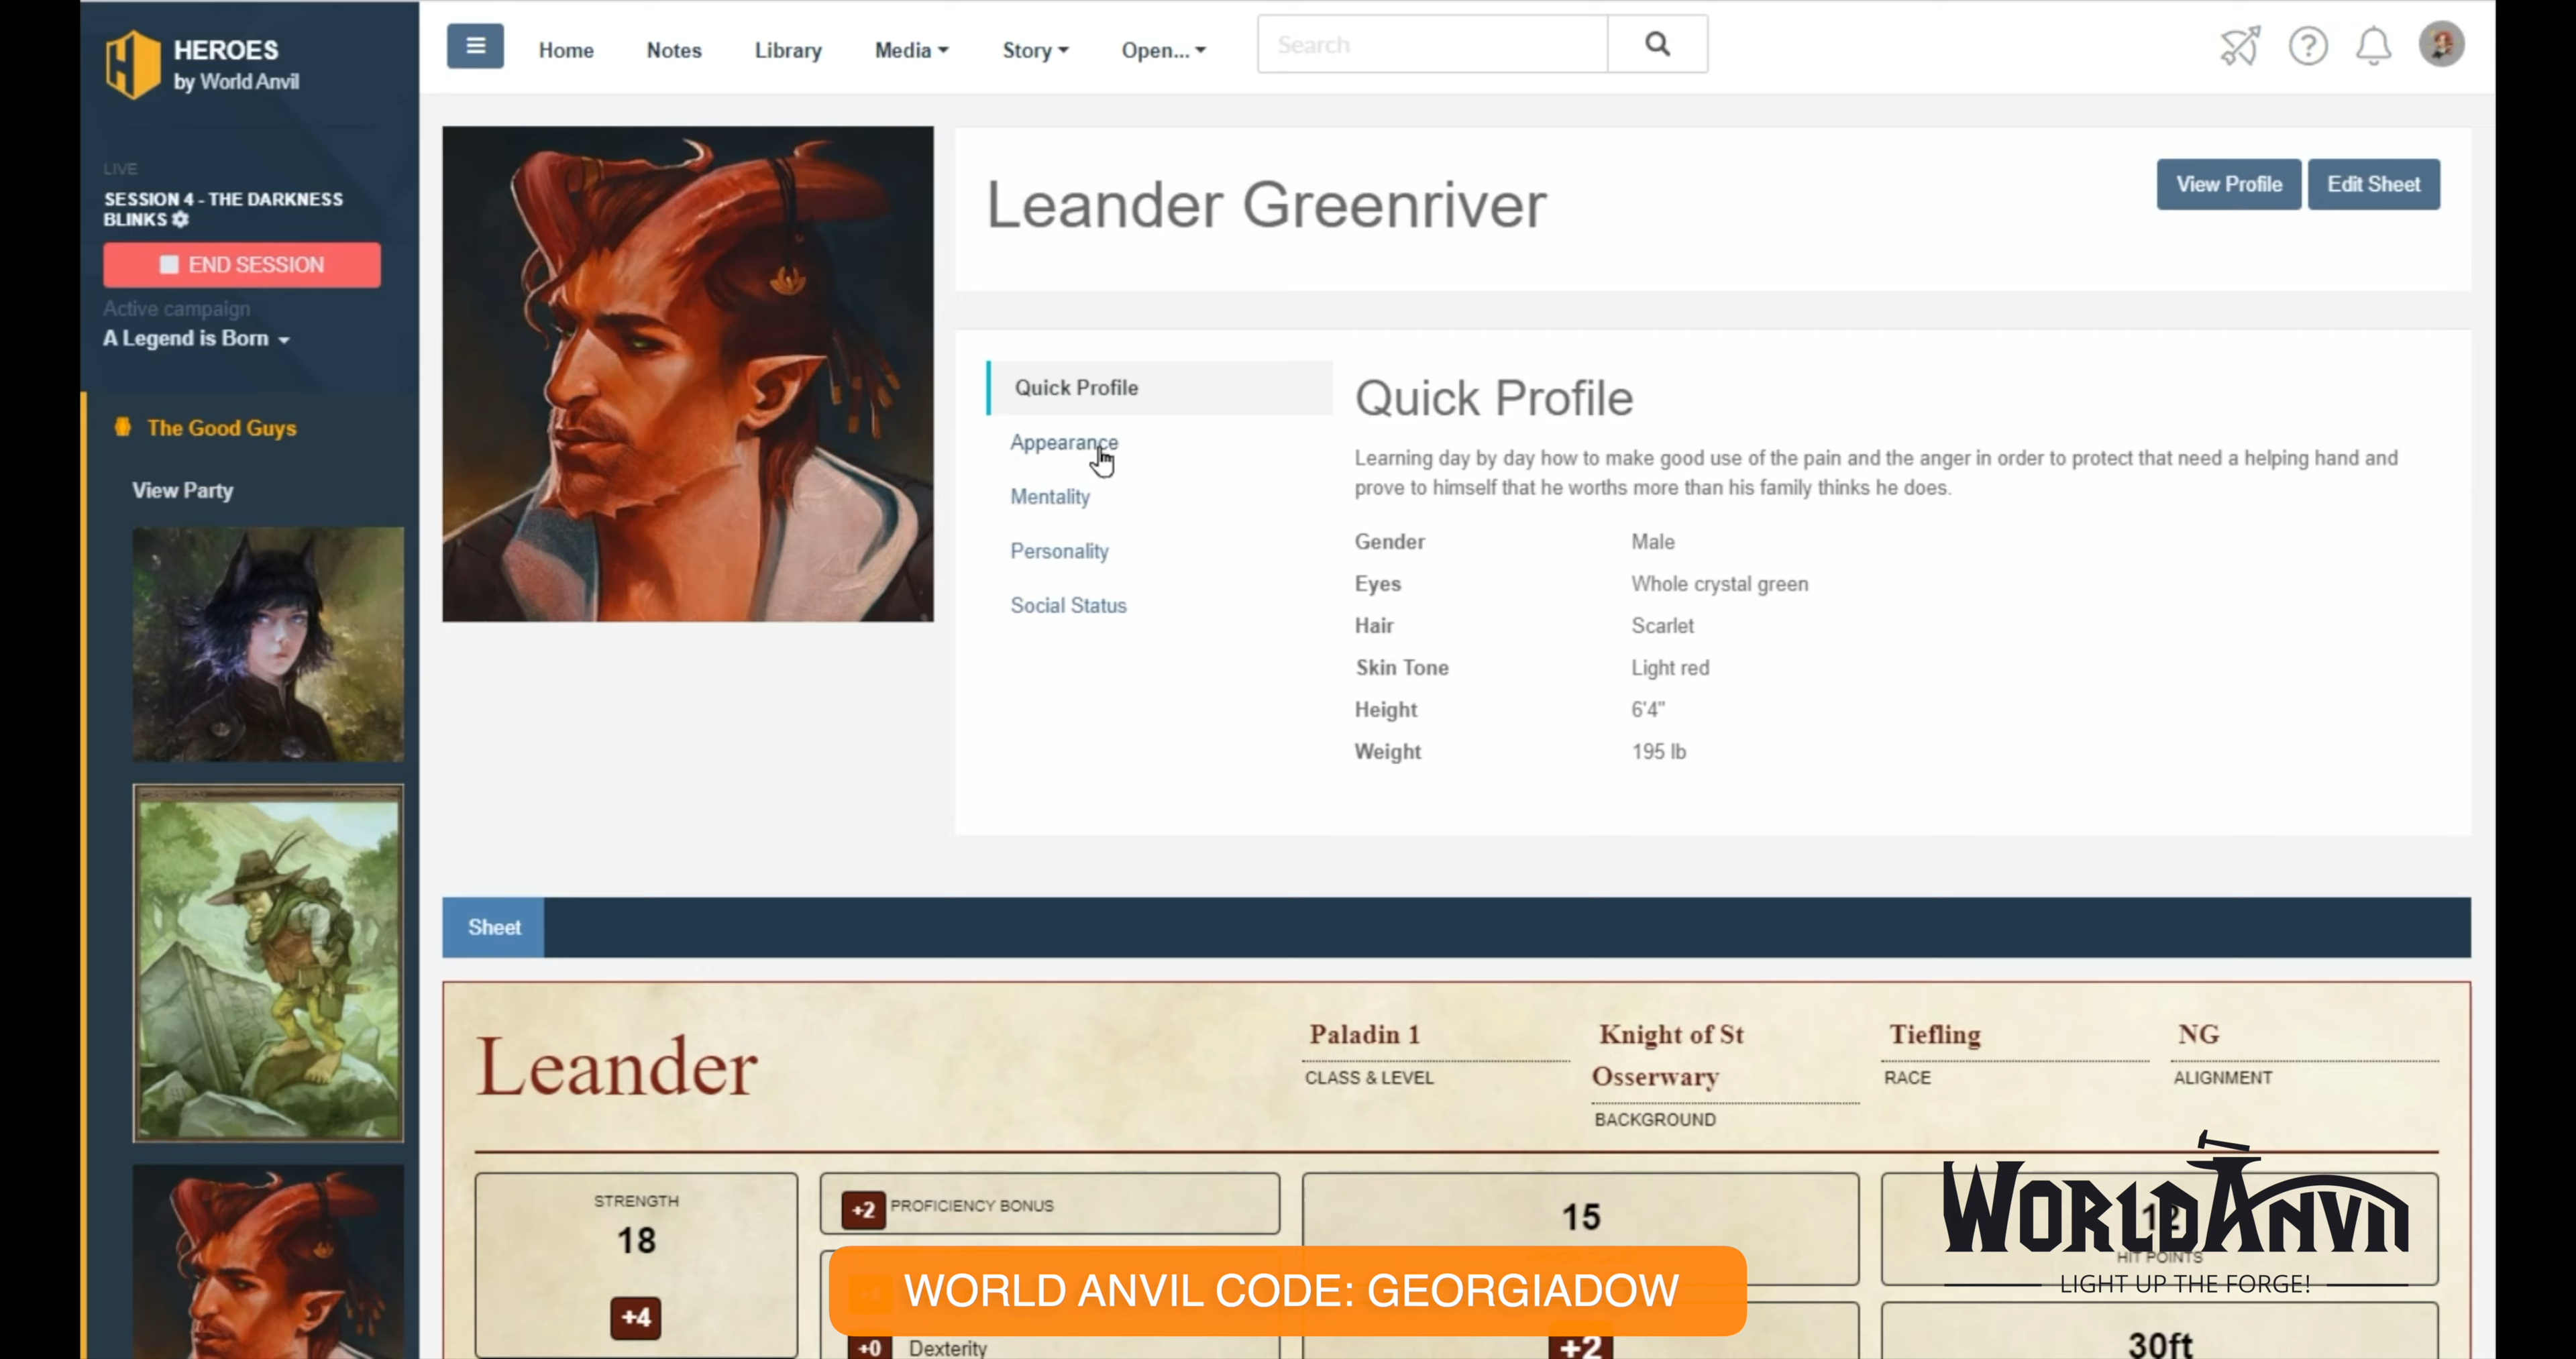 HEROES
by World Anvil
Home
Notes
Library
Media
Story
Open...
Search
LIVE
SESSION 4 - THE DARKNESS
BLINKS
END SESSION
Active campaign
A Legend is Born
The Good Guys
View Party
Leander Greenriver
View Profile
Edit Sheet
Quick Profile
Appearance
Mentality
Personality
Social Status
Quick Profile
Learning day by day how to make good use of the pain and the anger in order to protect that need a helping hand and
prove to himself that he worths more than his family thinks he does.
Gender Male
Eyes Whole crystal green
Hair Scarlet
Skin Tone Light red
Height 6'4"
Weight 195 lb
Sheet
Leander
Paladin 1
CLASS & LEVEL
Knight of St
Osserwary
BACKGROUND
Tiefling
RACE
NG
ALIGNMENT
STRENGTH
18
+4
+2 PROFICIENCY BONUS
+0 Dexterity
15
+2
12
HIT POINTS
30ft
WORLD ANVIL
LIGHT UP THE FORGE!
WORLD ANVIL CODE: GEORGIADOW